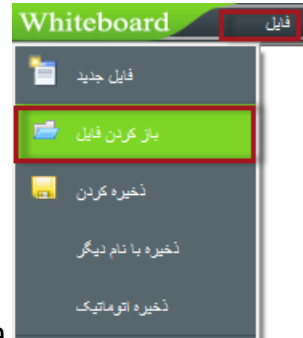 Whiteboard
فایل
فایل جدید
باز کردن فایل
ذخیره کردن
ذخیره با نام دیگر
ذخیره اتوماتیک